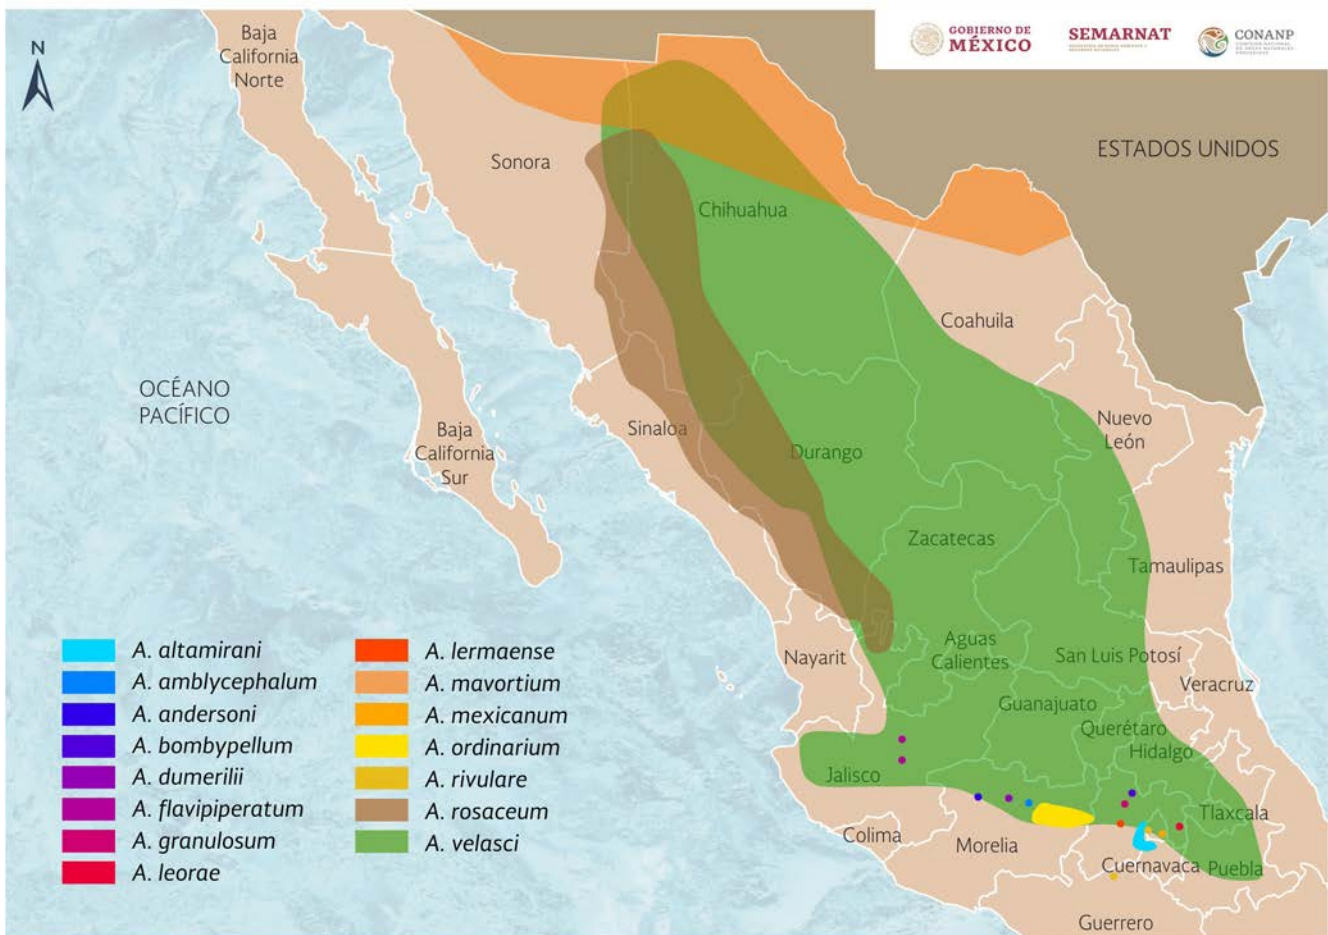 GOBIERNO DE
MÉXICO
SEMARNAT
CONANP
N
Baja
California
Norte
ESTADOS UNIDOS
Sonora
Chihuahua
Coahuila
OCÉANO
PACÍFICO
Nuevo
León
Baja
California
Sur
Sinaloa
Durango
Zacatecas
Tamaulipas
Nayarit
Aguas
Calientes
San Luis Potosí
Veracruz
Guanajuato
Querétaro
Hidalgo
Jalisco
Tlaxcala
Colima
Morelia
Cuernavaca
Puebla
Guerrero
A. altamirani
A. amblycephalum
A. andersoni
A. bombypellum
A. dumerilii
A. flavipiperatum
A. granulosum
A. leorae
A. lermaense
A. mavortium
A. mexicanum
A. ordinarium
A. rivulare
A. rosaceum
A. velasci